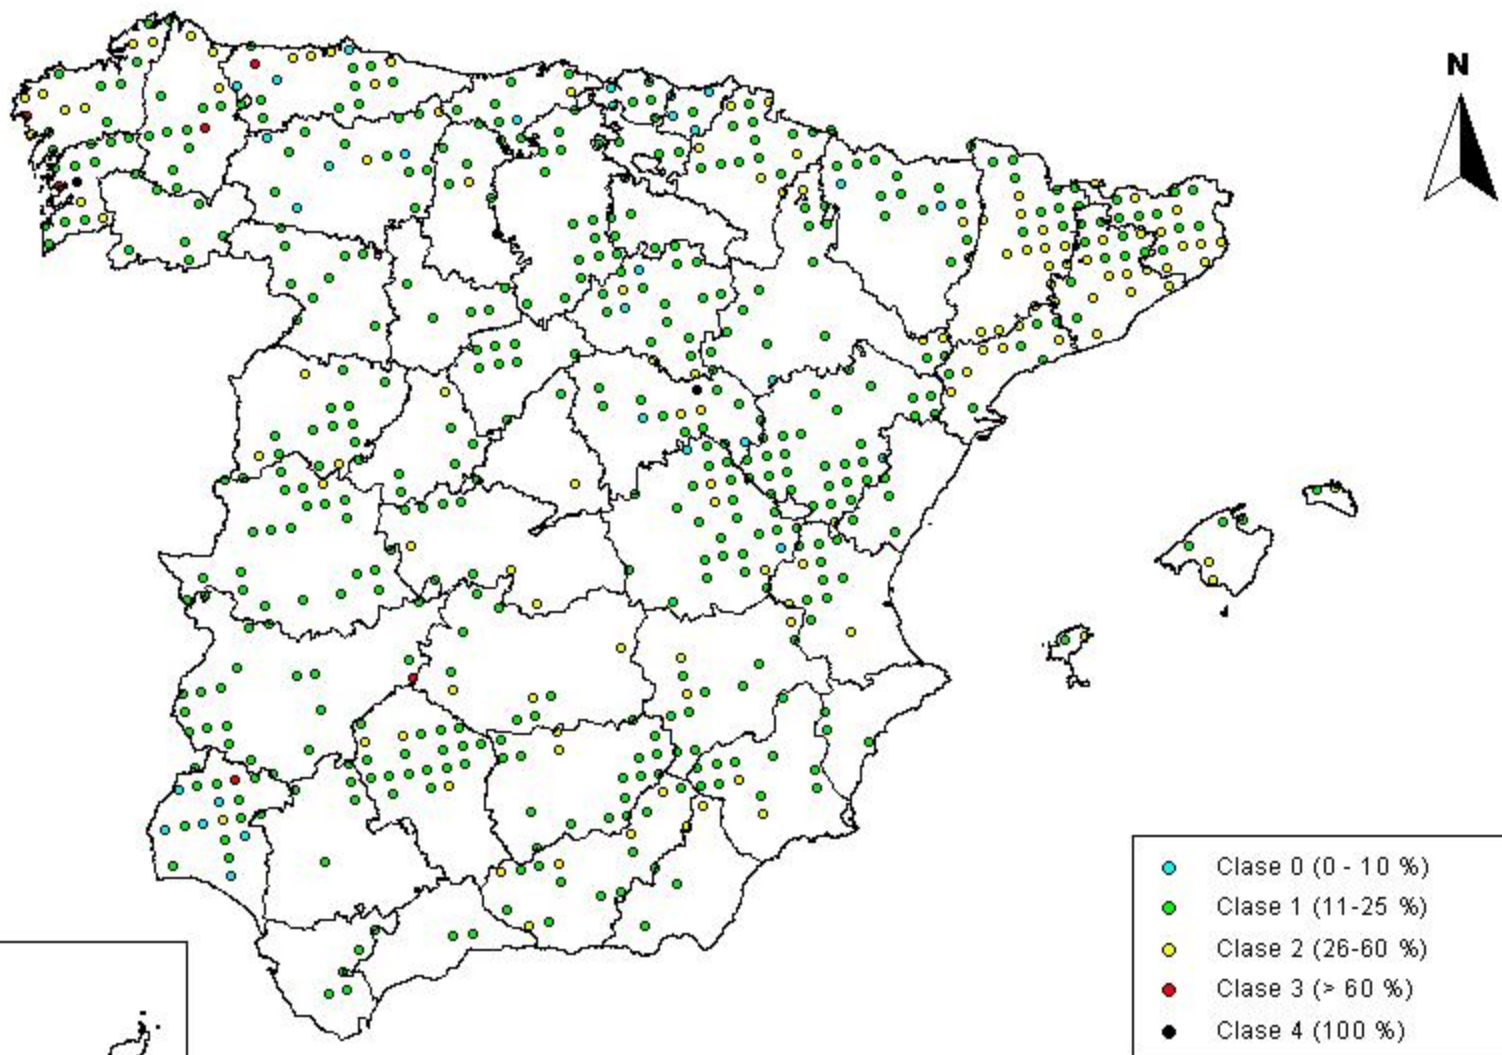 N
Clase 0 (0 - 10 %)
Clase 1 (11-25 %)
Clase 2 (26-60 %)
Clase 3 (> 60 %)
Clase 4 (100 %)